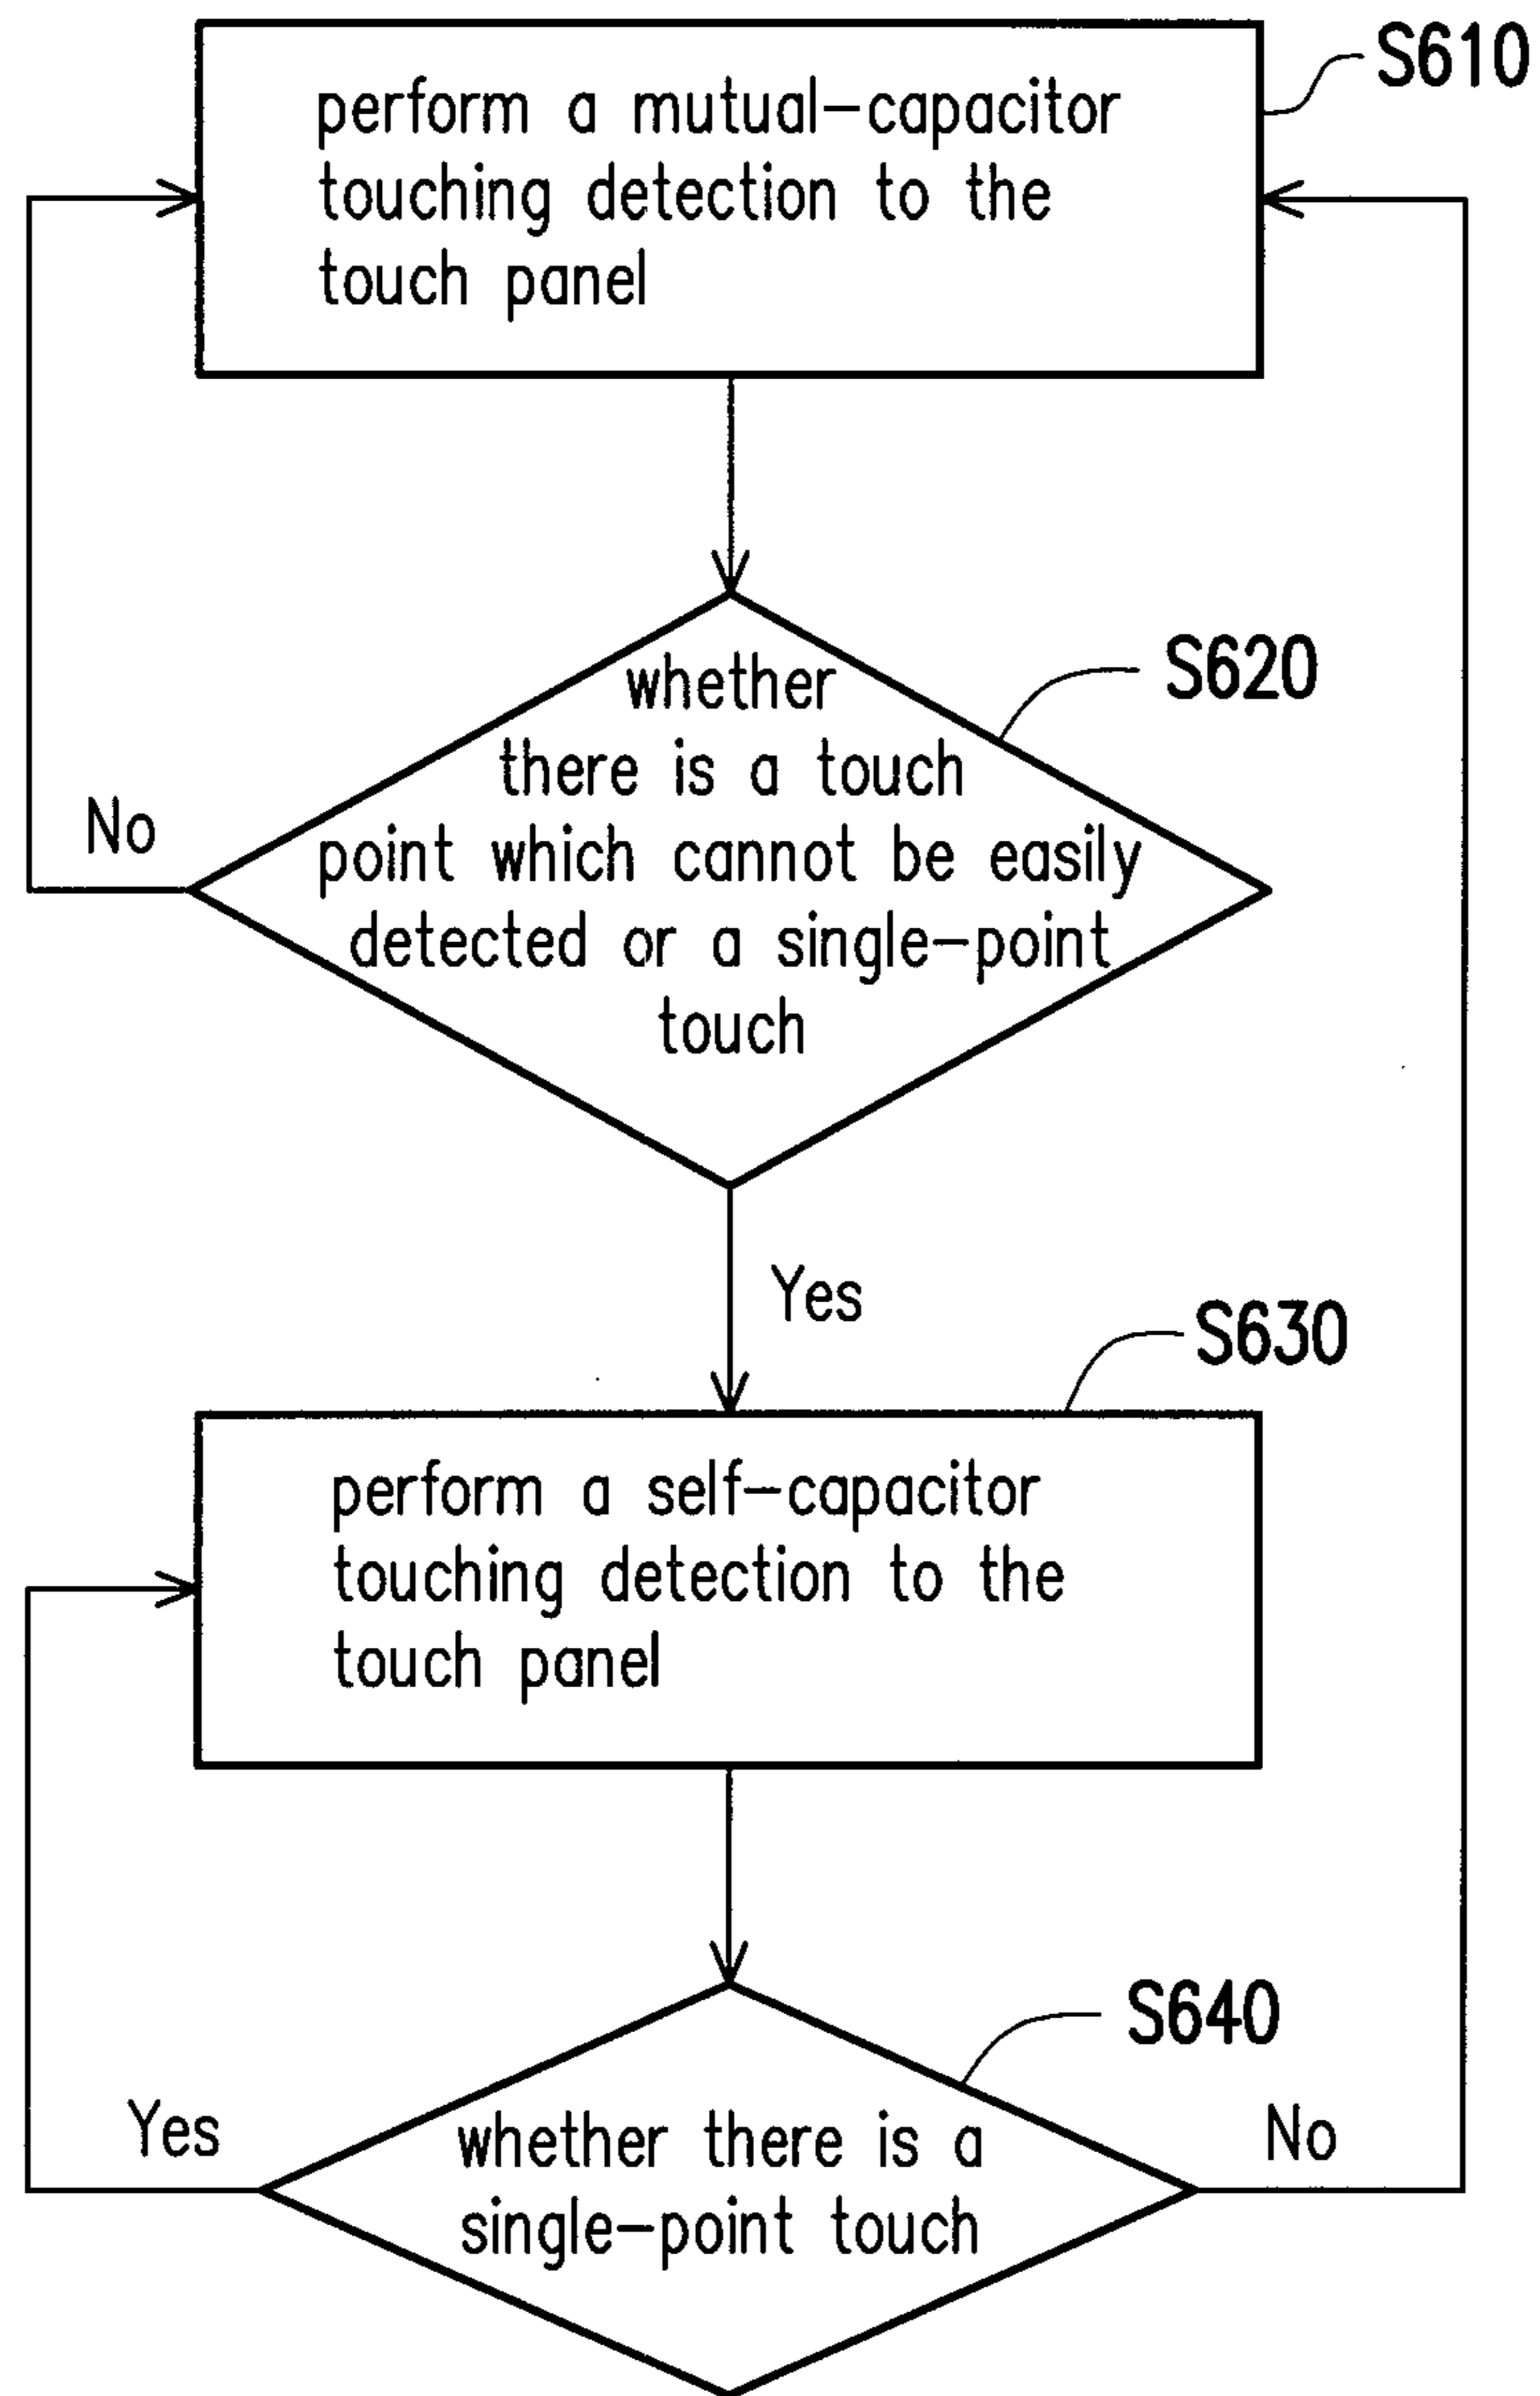 S610
perform a mutual-capacitor
touching detection to the
touch panel
S620
whether
there is a touch
point which cannot be easily
detected or a single-point
touch
No
Yes
S630
perform a self-capacitor
touching detection to the
touch panel
S640
whether there is a
single-point touch
Yes
No